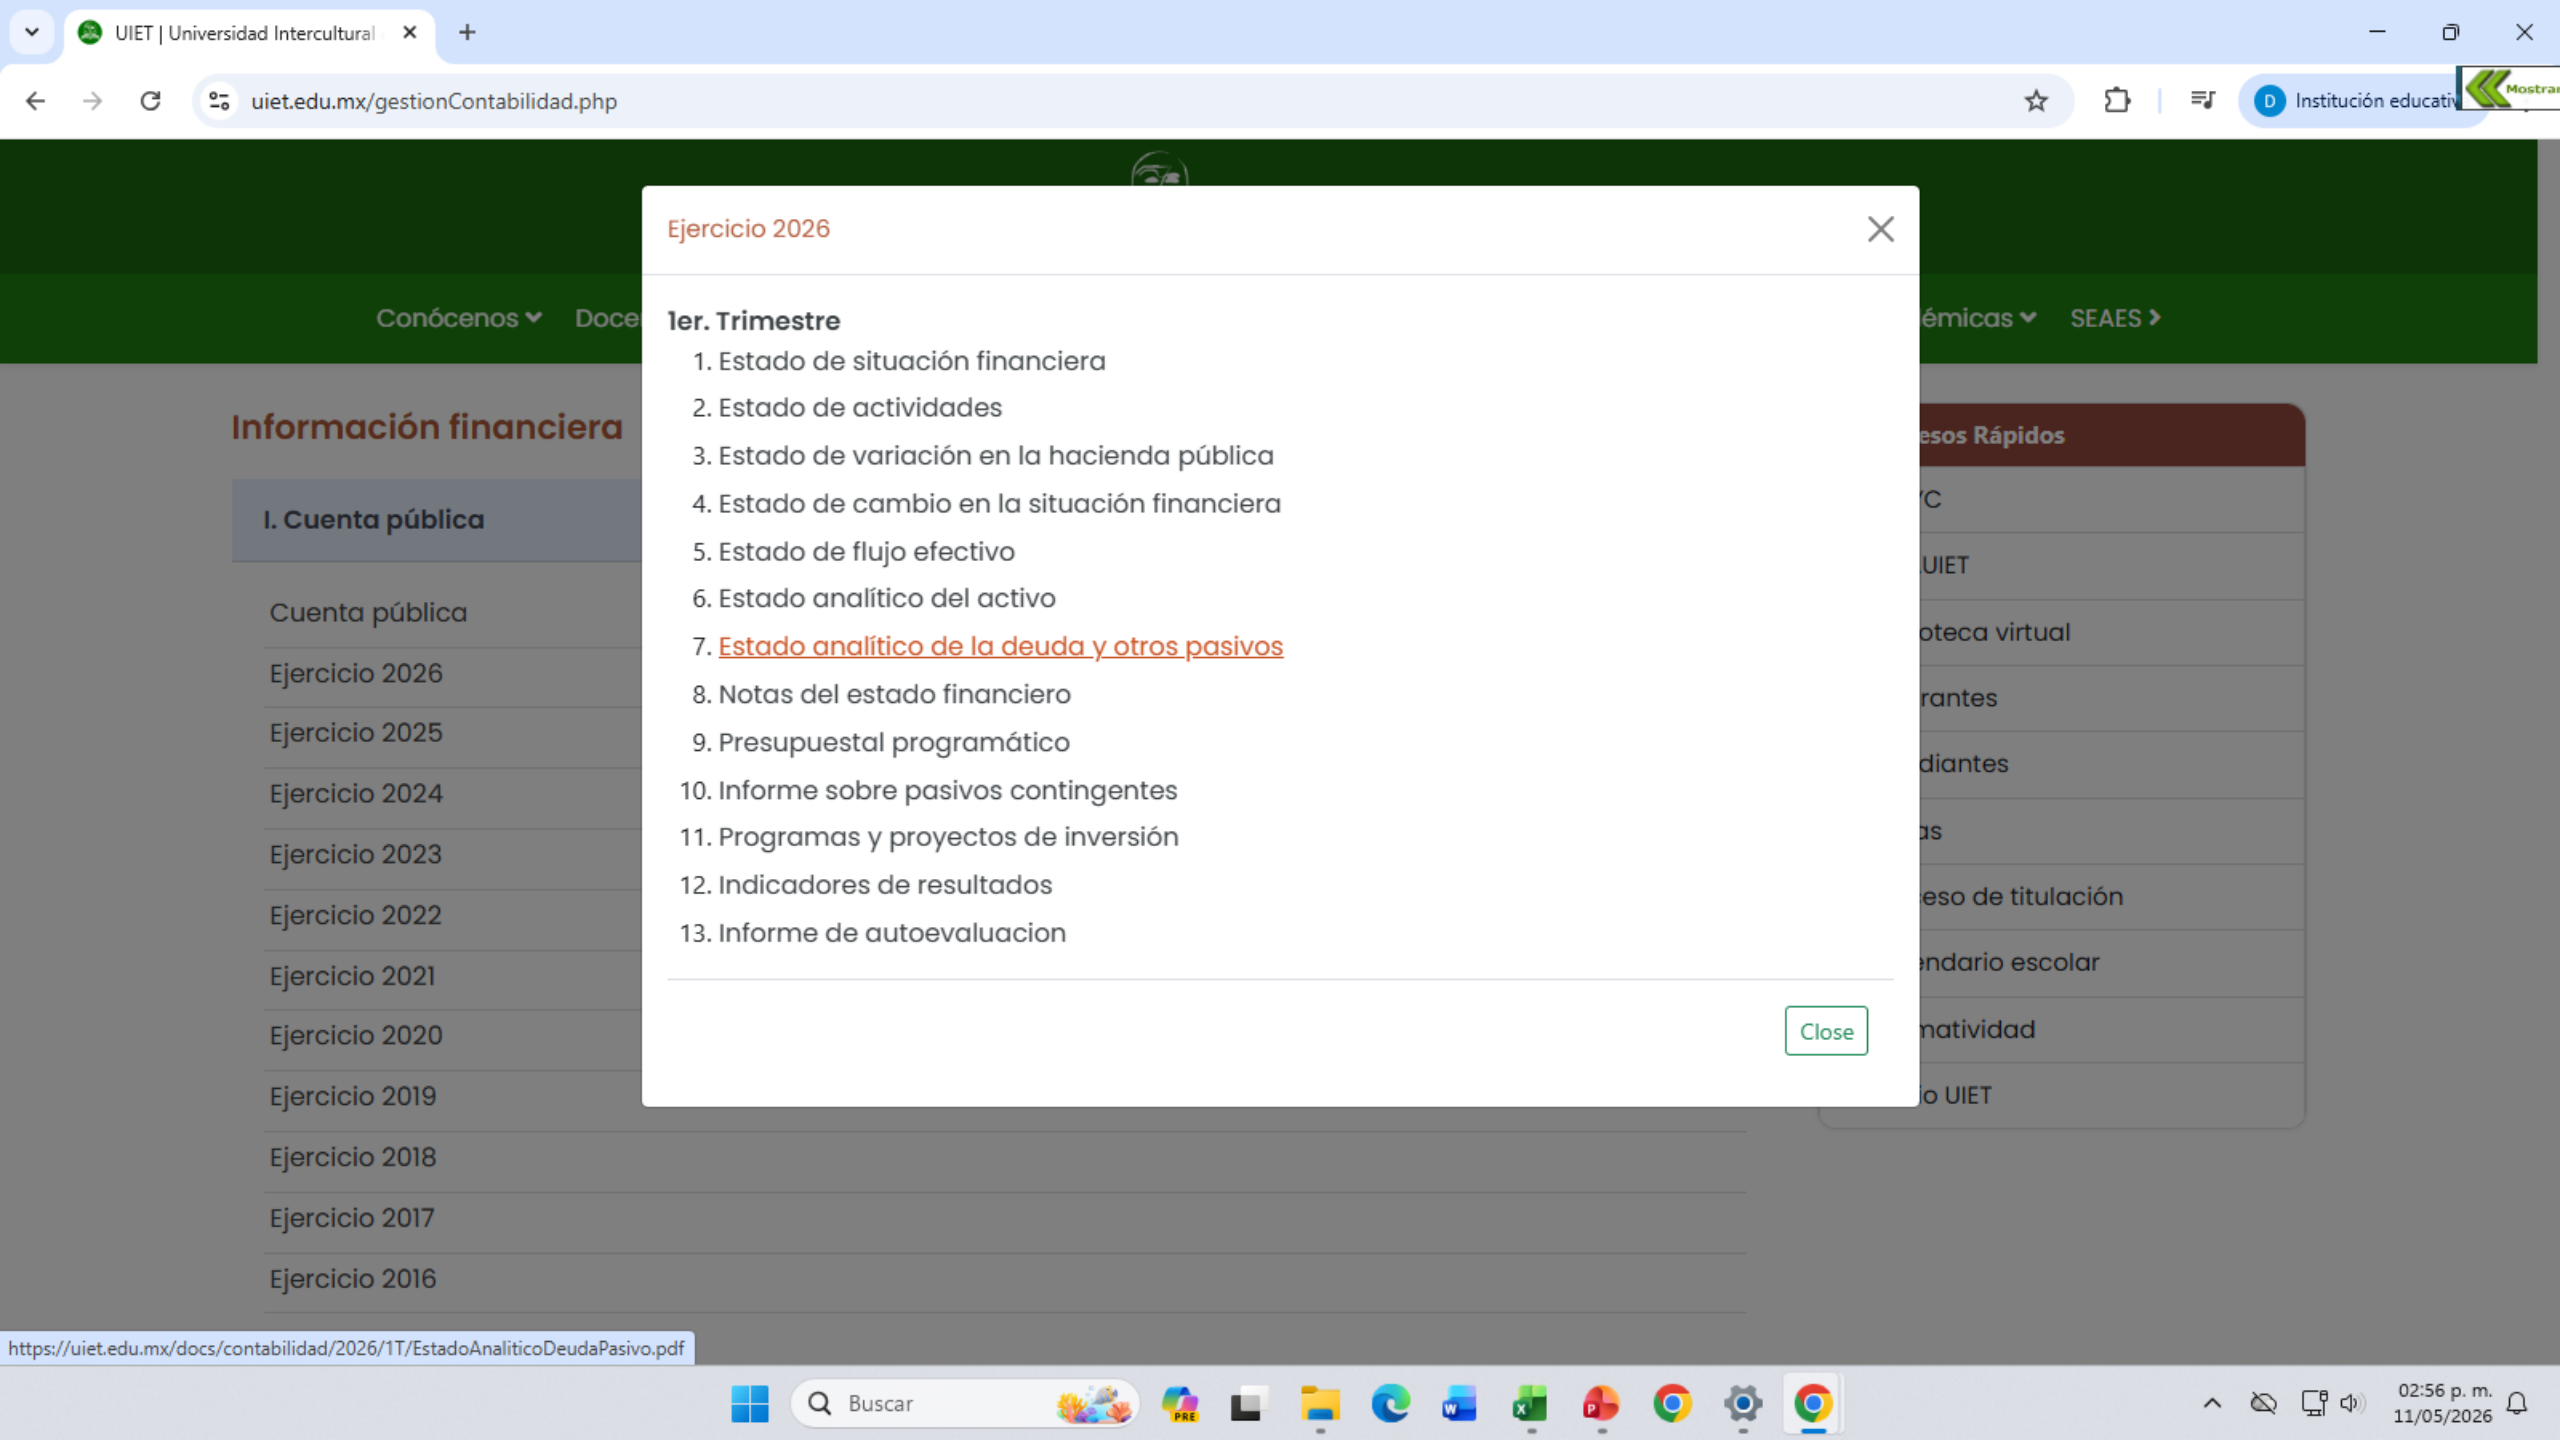 UIET | Universidad Intercultural
uiet.edu.mx/gestionContabilidad.php
D Institución educativ
Mostrar
Conócenos
Docen
émicas
SEAES
Ejercicio 2026
1er. Trimestre
1. Estado de situación financiera
2. Estado de actividades
3. Estado de variación en la hacienda pública
4. Estado de cambio en la situación financiera
5. Estado de flujo efectivo
6. Estado analítico del activo
7. Estado analítico de la deuda y otros pasivos
8. Notas del estado financiero
9. Presupuestal programático
10. Informe sobre pasivos contingentes
11. Programas y proyectos de inversión
12. Indicadores de resultados
13. Informe de autoevaluacion
Close
Información financiera
I. Cuenta pública
Cuenta pública
Ejercicio 2026
Ejercicio 2025
Ejercicio 2024
Ejercicio 2023
Ejercicio 2022
Ejercicio 2021
Ejercicio 2020
Ejercicio 2019
Ejercicio 2018
Ejercicio 2017
Ejercicio 2016
esos Rápidos
C
UIET
oteca virtual
rantes
diantes
as
eso de titulación
endario escolar
matividad
io UIET
https://uiet.edu.mx/docs/contabilidad/2026/1T/EstadoAnaliticoDeudaPasivo.pdf
Buscar
PRE
02:56 p. m.
11/05/2026